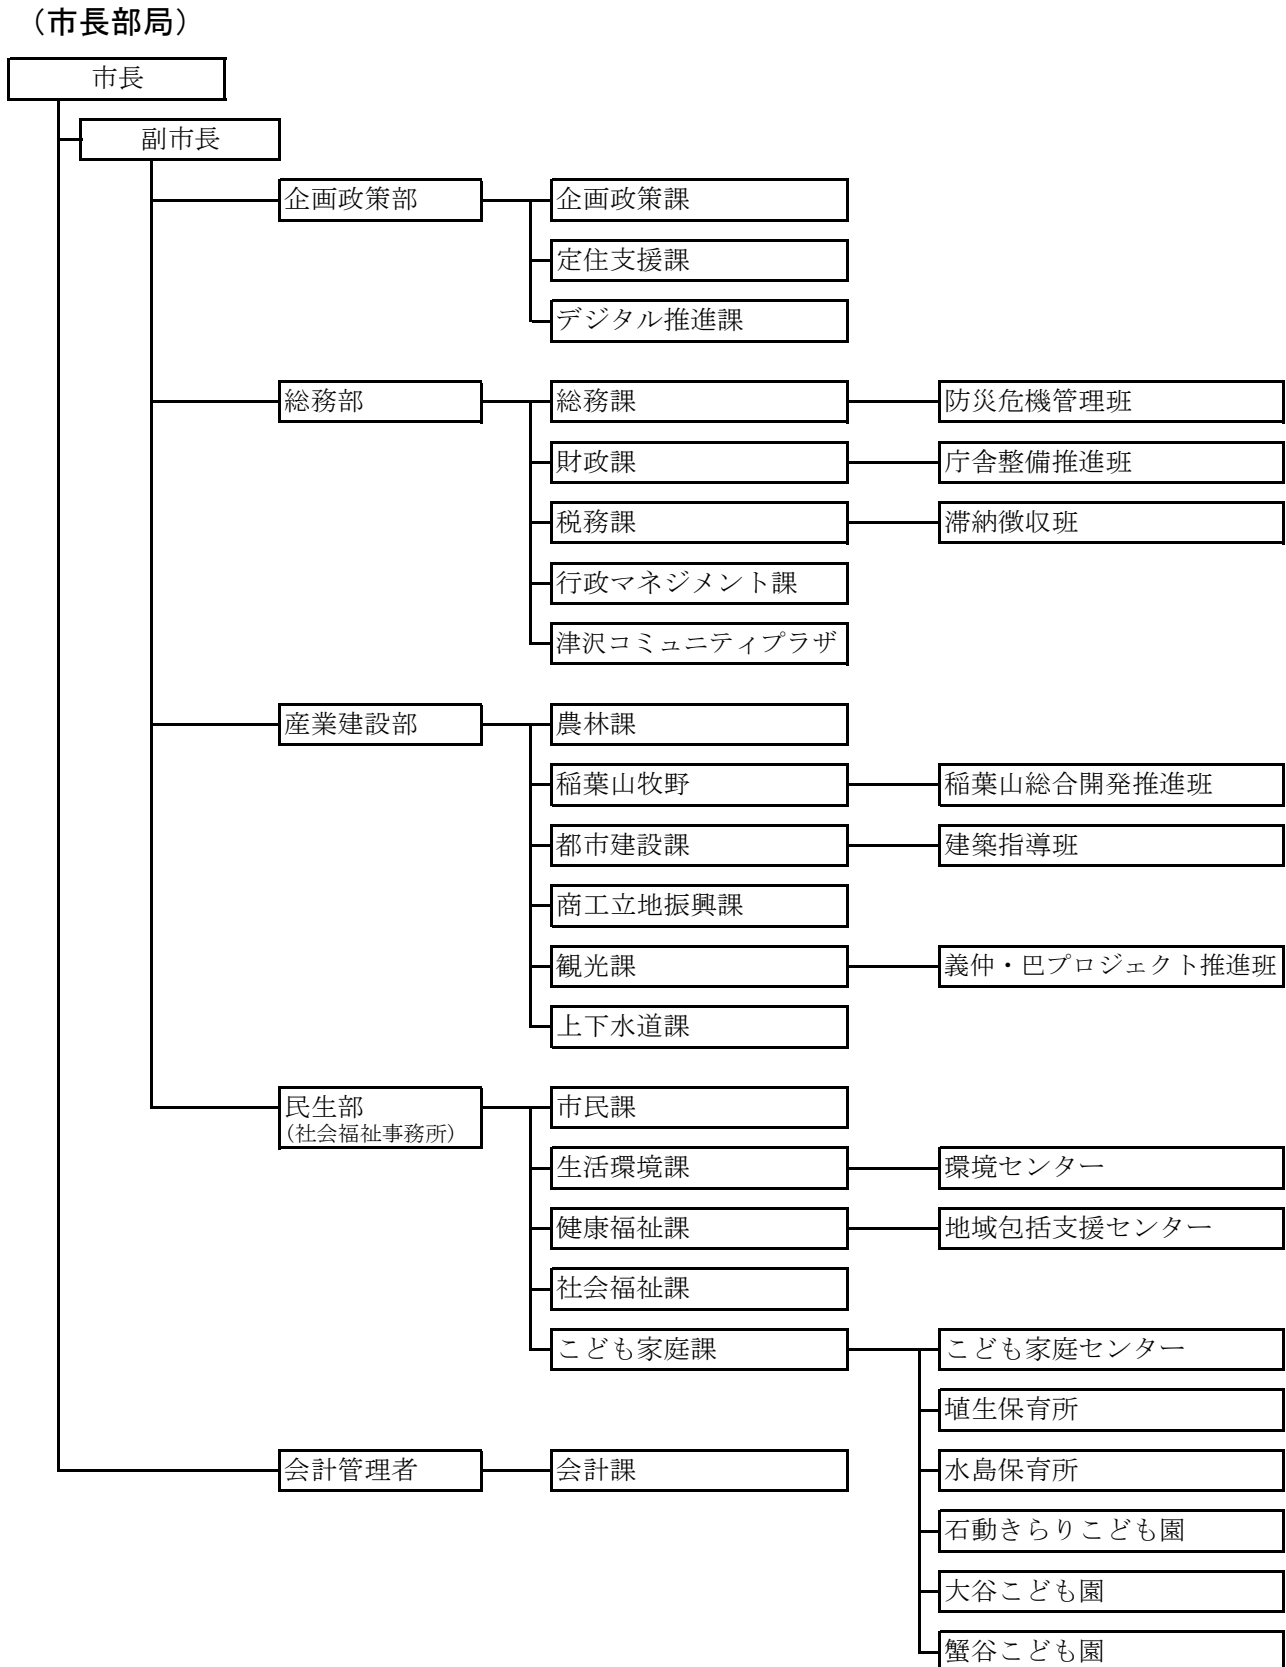 （市長部局）
市長
副市長
企画政策部
企画政策課
定住支援課
デジタル推進課
総務部
総務課
防災危機管理班
財政課
庁舎整備推進班
税務課
滞納徴収班
行政マネジメント課
津沢コミュニティプラザ
産業建設部
農林課
稲葉山牧野
稲葉山総合開発推進班
都市建設課
建築指導班
商工立地振興課
観光課
義仲・巴プロジェクト推進班
上下水道課
民生部
（社会福祉事務所）
市民課
生活環境課
環境センター
健康福祉課
地域包括支援センター
社会福祉課
こども家庭課
こども家庭センター
埴生保育所
会計管理者
会計課
水島保育所
石動きらりこども園
大谷こども園
蟹谷こども園